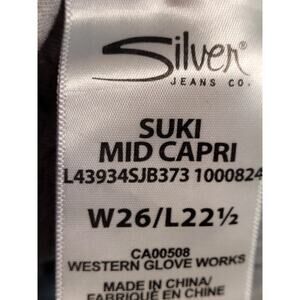 Silver
JEANS CO.
SUKI
MID CAPRI
L43934SJB373 1000824
W26/L22½
CA00508
WESTERN GLOVE WORKS
MADE IN CHINA/
FABRIQUÉ EN CHINE